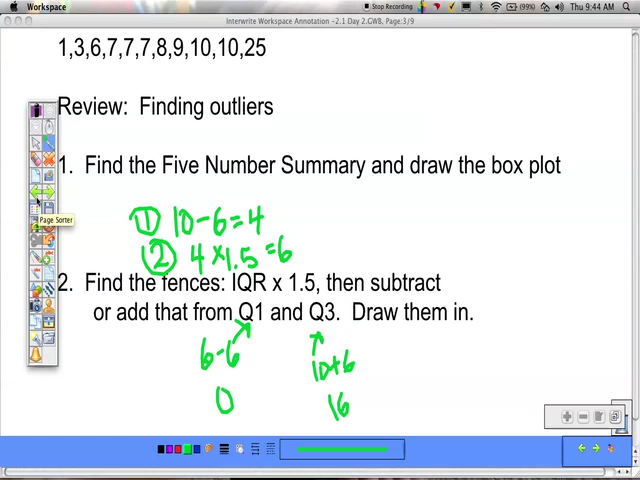 Workspace
Stop Recording
(99%)
Thu 9:44 AM
Interwrite Workspace Annotation –2.1 Day 2.GWB, Page:3/9
1,3,6,7,7,7,8,9,10,10,25
Review: Finding outliers
1. Find the Five Number Summary and draw the box plot
Page Sorter
① 10-6=4
② 4×1.5=6
2. Find the fences: IQR x 1.5, then subtract
or add that from Q1 and Q3. Draw them in.
6-6
10+6
0
16